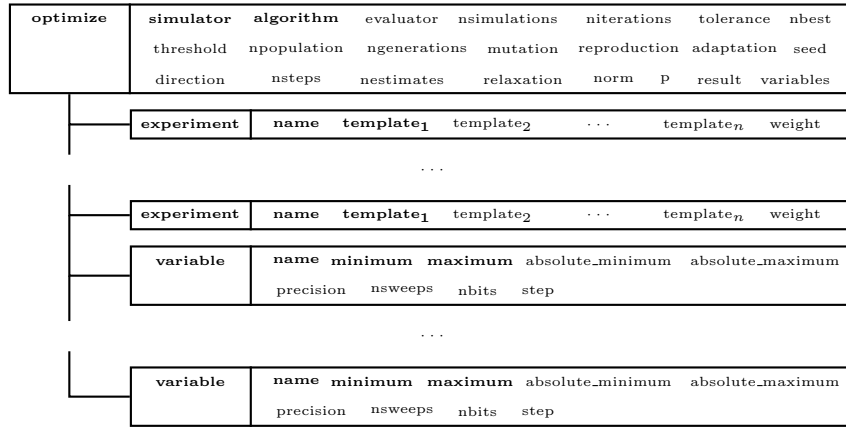 optimize simulator algorithm evaluator nsimulations niterations tolerance nbest
threshold npopulation ngenerations mutation reproduction adaptation seed
direction nsteps nestimates relaxation norm p result variables
experiment name template₁ template₂ ... templateₙ weight
...
experiment name template₁ template₂ ... templateₙ weight
variable name minimum maximum absolute_minimum absolute_maximum
precision nsweeps nbits step
...
variable name minimum maximum absolute_minimum absolute_maximum
precision nsweeps nbits step